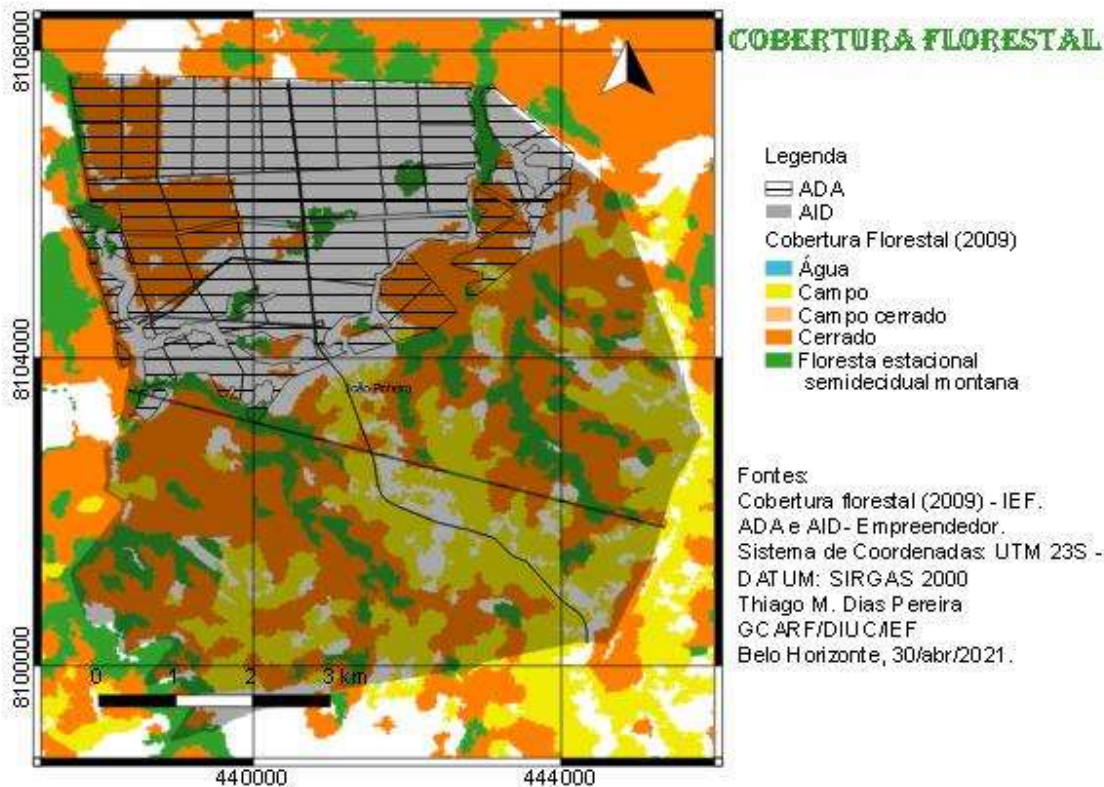 COBERTURA FLORESTAL
Legenda
ADA
AID
Cobertura Florestal (2009)
Água
Campo
Campo cerrado
Cerrado
Floresta estacional
semidecidual montana
Fontes:
Cobertura florestal (2009) - IEF.
ADA e AID- Empreendedor.
Sistema de Coordenadas: UTM 23S -
DATUM: SIRGAS 2000
Thiago M. Dias Pereira
GCARF/DIUC/IEF
Belo Horizonte, 30/abr/2021.
8108000
8104000
8100000
João Pinheiro
0 1 2 3 km
440000 444000